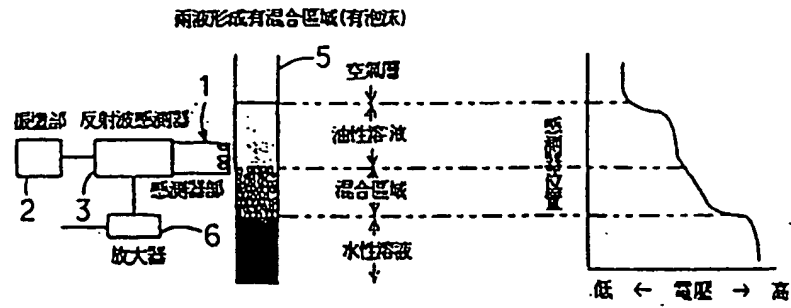 兩液形成有混合區域(有泡沫)
5
空氣層
1
振盪部
反射波感測器
油性溶液
感測器位置
2
3
感測器部
混合區域
6
放大器
水性溶液
低 ← 電壓 → 高